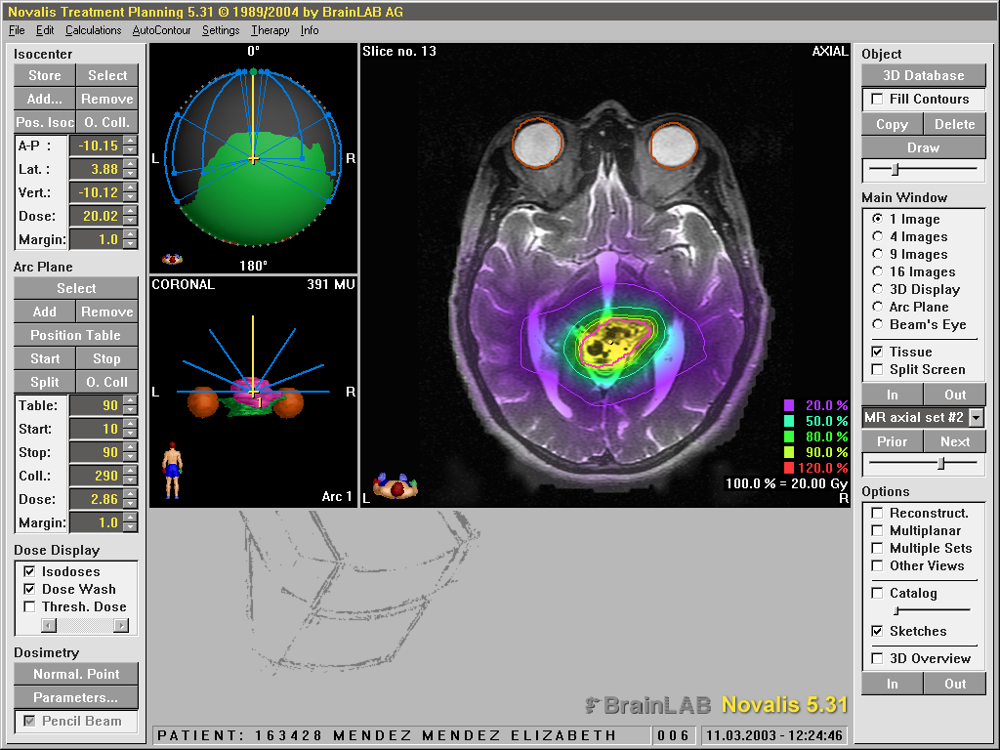 Novalis Treatment Planning 5.31 © 1989/2004 by BrainLAB AG
File Edit Calculations AutoContour Settings Therapy Info
Isocenter
Store Select
Add... Remove
Pos. Isoc O. Coll.
A-P : -10.15
Lat. : 3.88
Vert.: -10.12
Dose: 20.02
Margin: 1.0
Arc Plane
Select
Add Remove
Position Table
Start Stop
Split O. Coll
Table: 90
Start: 10
Stop: 90
Coll.: 290
Dose: 2.86
Margin: 1.0
Dose Display
Isodoses
Dose Wash
Thresh. Dose
Dosimetry
Normal. Point
Parameters...
Pencil Beam
0°
L R
180°
CORONAL 391 MU
L R
1
Arc 1
Slice no. 13 AXIAL
20.0 %
50.0 %
80.0 %
90.0 %
120.0 %
100.0 % = 20.00 Gy
L R
BrainLAB Novalis 5.31
PATIENT: 163428 MENDEZ MENDEZ ELIZABETH 006 11.03.2003 - 12:24:46
Object
3D Database
Fill Contours
Copy Delete
Draw
Main Window
1 Image
4 Images
9 Images
16 Images
3D Display
Arc Plane
Beam's Eye
Tissue
Split Screen
In Out
MR axial set #2
Prior Next
Options
Reconstruct.
Multiplanar
Multiple Sets
Other Views
Catalog
Sketches
3D Overview
In Out